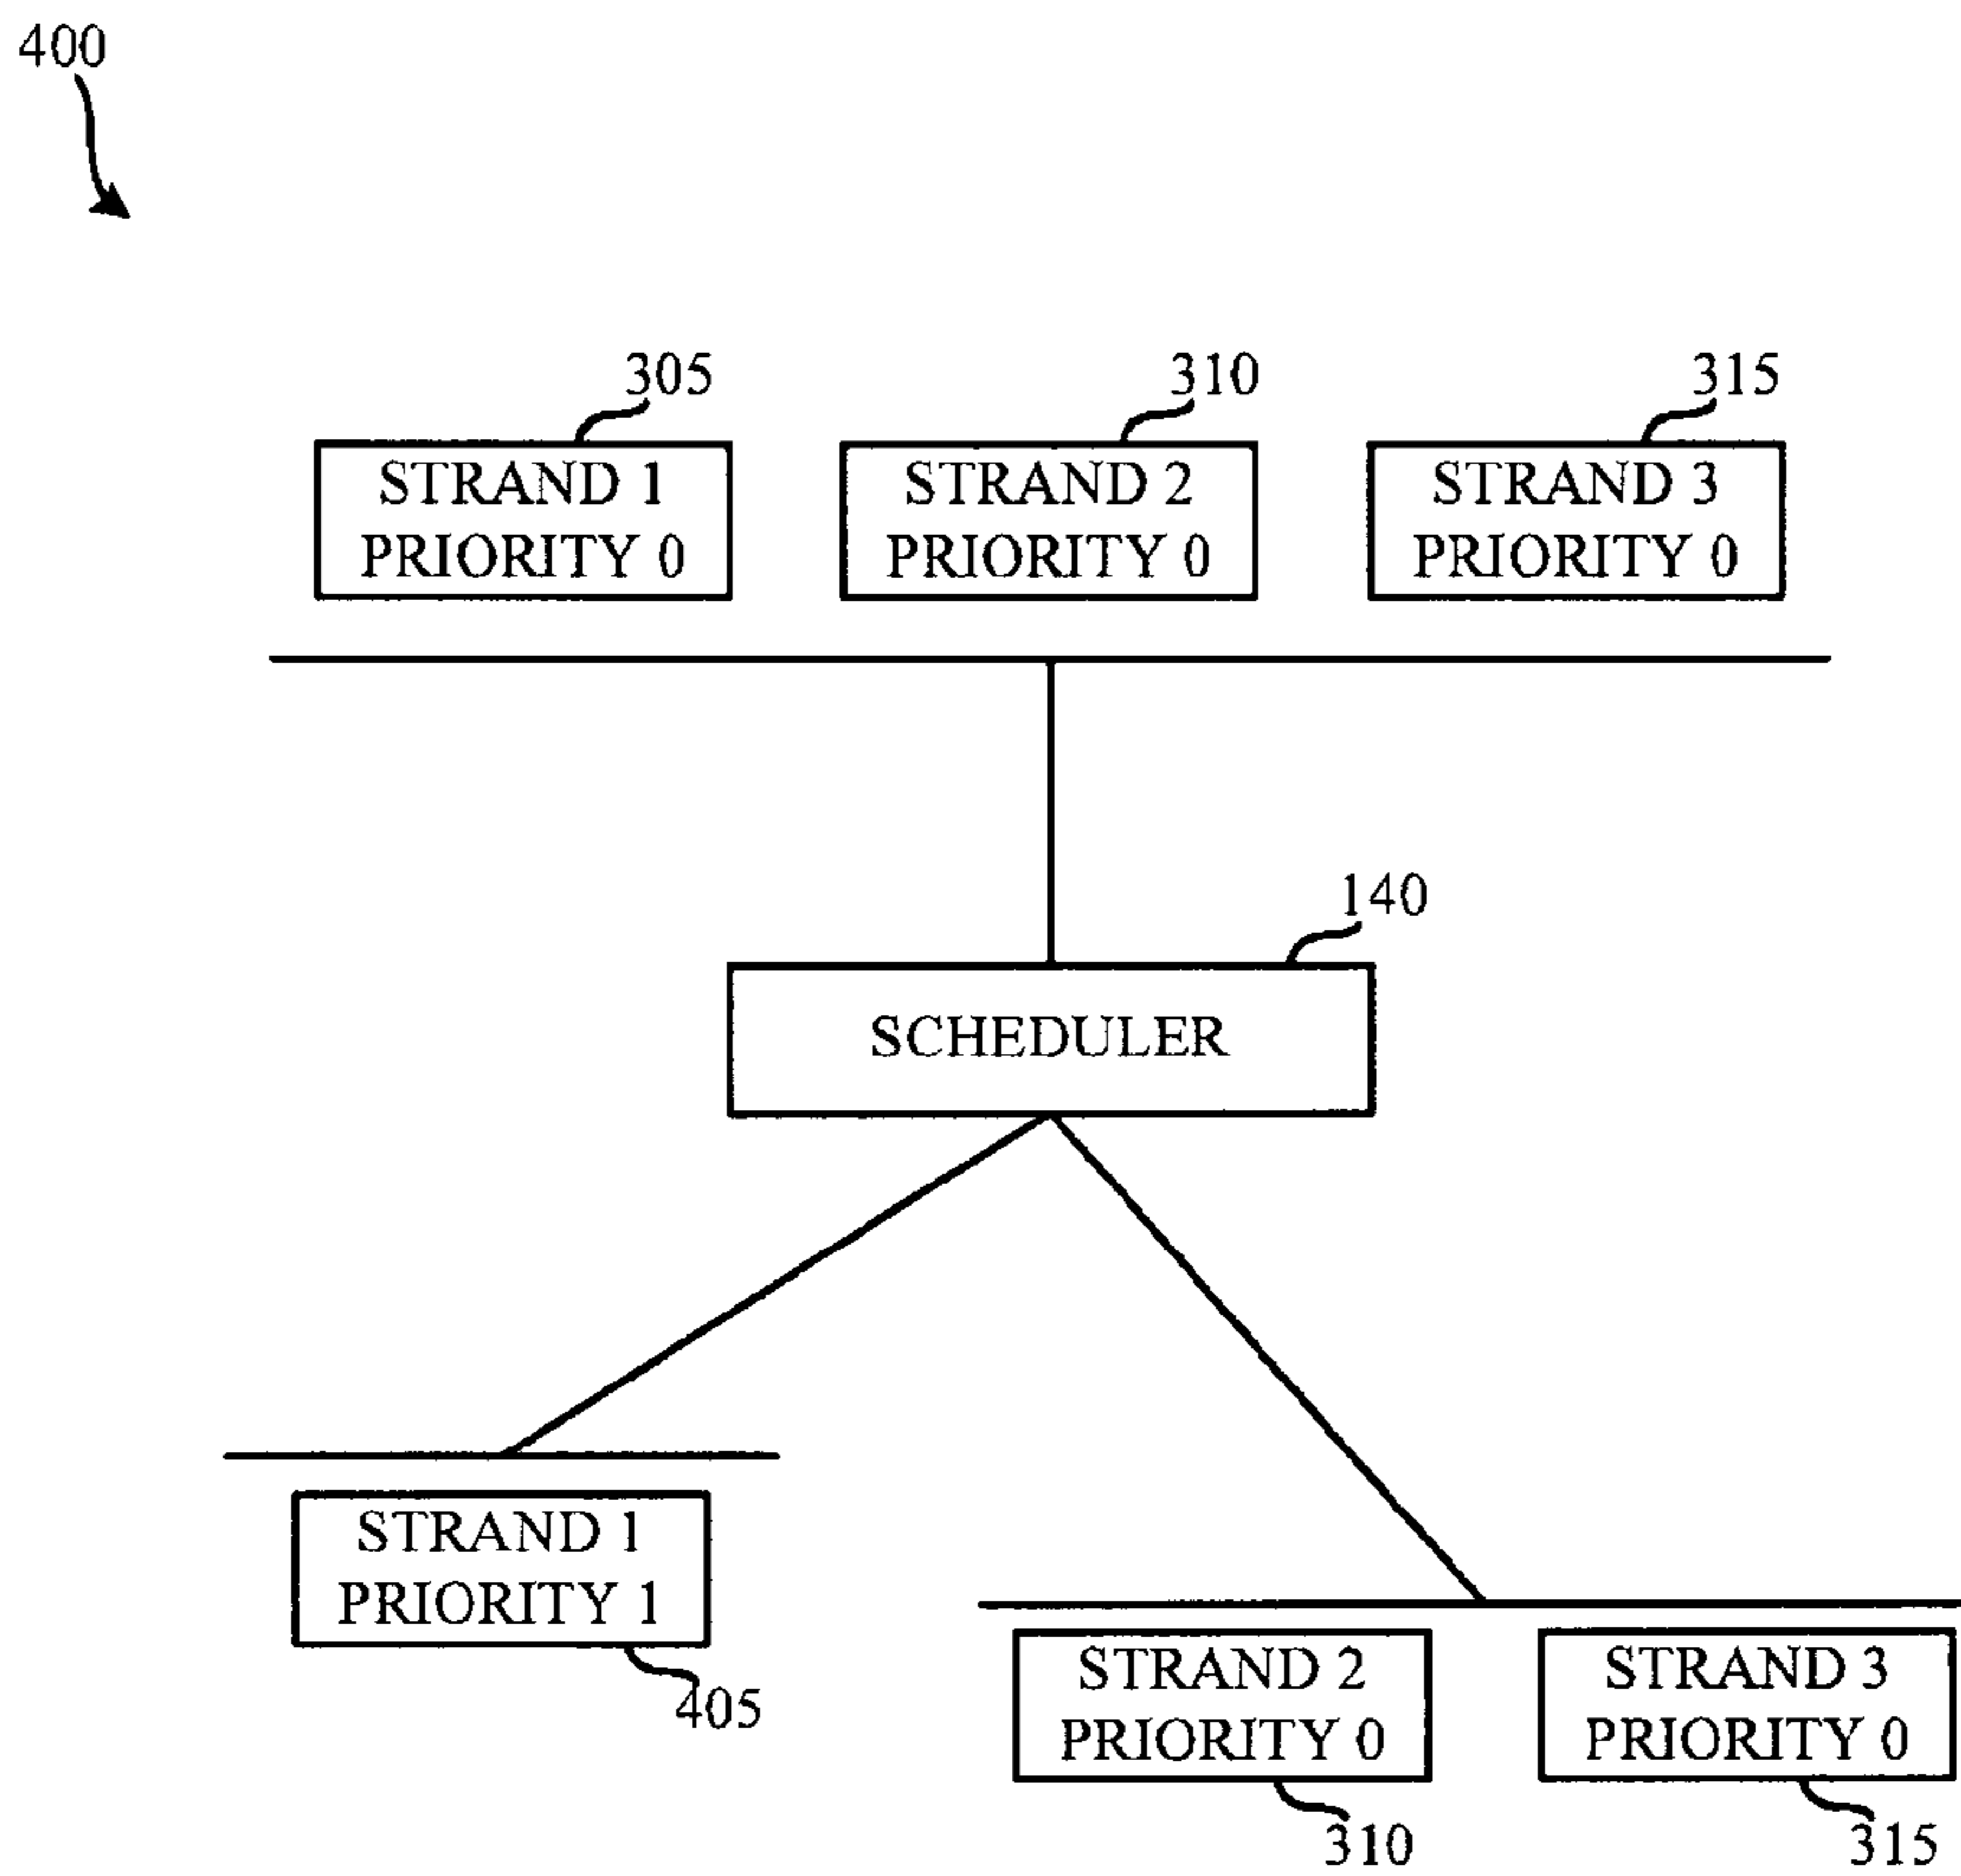 400
305
310
315
STRAND 1
PRIORITY 0
STRAND 2
PRIORITY 0
STRAND 3
PRIORITY 0
140
SCHEDULER
STRAND 1
PRIORITY 1
405
STRAND 2
PRIORITY 0
STRAND 3
PRIORITY 0
310
315